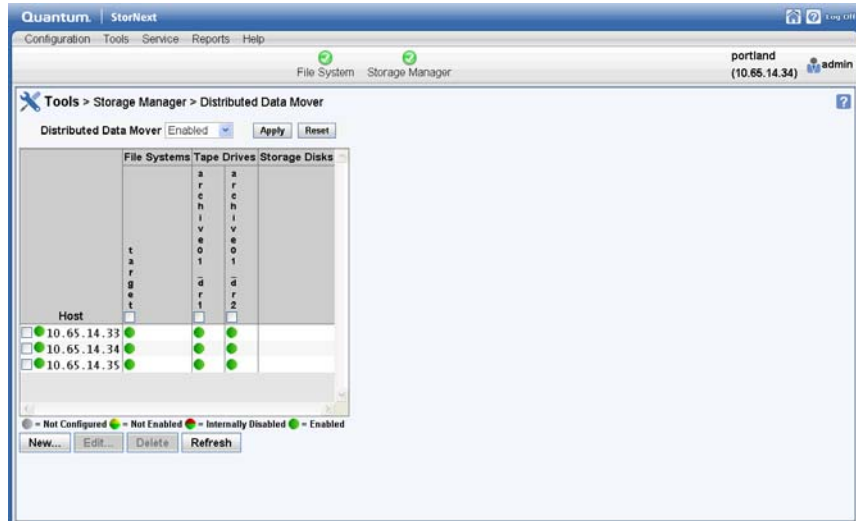 Quantum. StorNext
Log Off
Configuration Tools Service Reports Help
File System Storage Manager
portland
(10.65.14.34)
admin
Tools > Storage Manager > Distributed Data Mover
Distributed Data Mover Enabled Apply Reset
File Systems Tape Drives Storage Disks
target
archive01_dr1
archive01_dr2
Host
10.65.14.33
10.65.14.34
10.65.14.35
= Not Configured = Not Enabled = Internally Disabled = Enabled
New... Edit... Delete Refresh